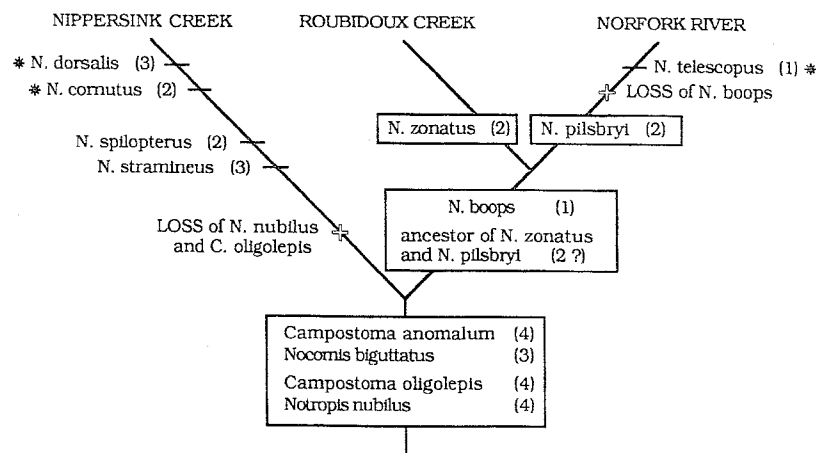 NIPPERSINK CREEK
ROUBIDOUX CREEK
NORFORK RIVER
* N. dorsalis (3)
* N. cornutus (2)
N. spilopterus (2)
N. stramineus (3)
LOSS of N. nubilus
and C. oligolepis
N. telescopus (1) *
LOSS of N. boops
N. zonatus (2)
N. pilsbryi (2)
N. boops (1)
ancestor of N. zonatus
and N. pilsbryi (2 ?)
Campostoma anomalum (4)
Nocomis biguttatus (3)
Campostoma oligolepis (4)
Notropis nubilus (4)